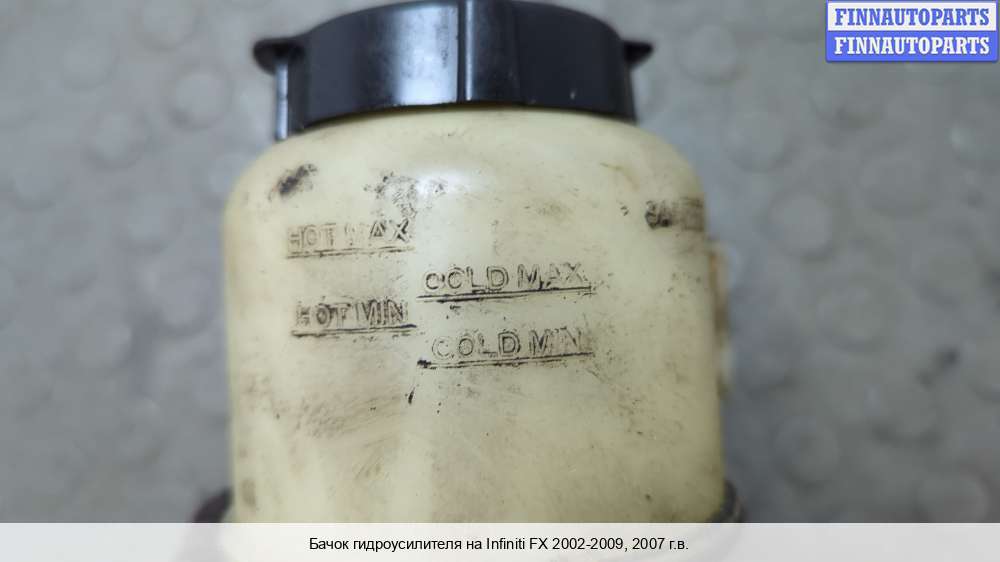 FINNAUTOPARTS
FINNAUTOPARTS
HOT MAX
COLD MAX
HOT MIN
COLD MIN
Бачок гидроусилителя на Infiniti FX 2002-2009, 2007 г.в.